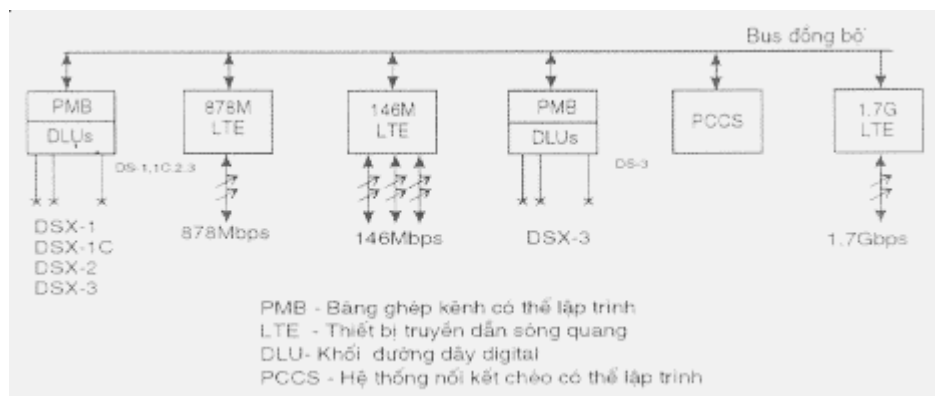 Bus đồng bộ
PMB
DLUs
878M
LTE
146M
LTE
PMB
DLUs
PCCS
1.7G
LTE
DS-1,1C,2,3
DS-3
DSX-1
DSX-1C
DSX-2
DSX-3
878Mbps
146Mbps
DSX-3
1.7Gbps
PMB - Bảng ghép kênh có thể lập trình
LTE - Thiết bị truyền dẫn sóng quang
DLU- Khối đường dây digital
PCCS - Hệ thống nối kết chéo có thể lập trình